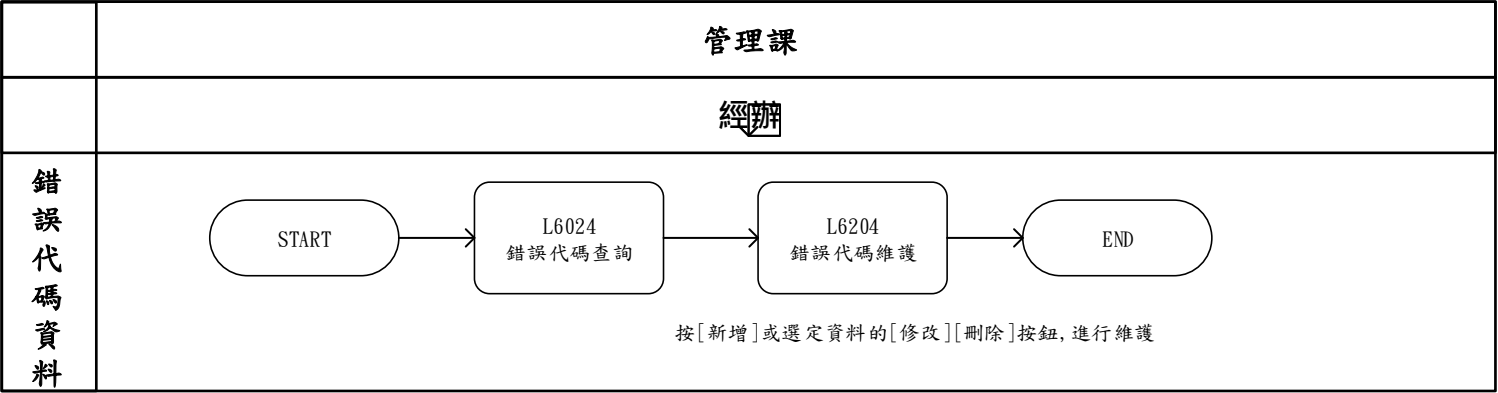 管理課
經辦
錯
誤
代
碼
資
料
START
L6024
錯誤代碼查詢
L6204
錯誤代碼維護
END
按[新增]或選定資料的[修改][刪除]按鈕,進行維護